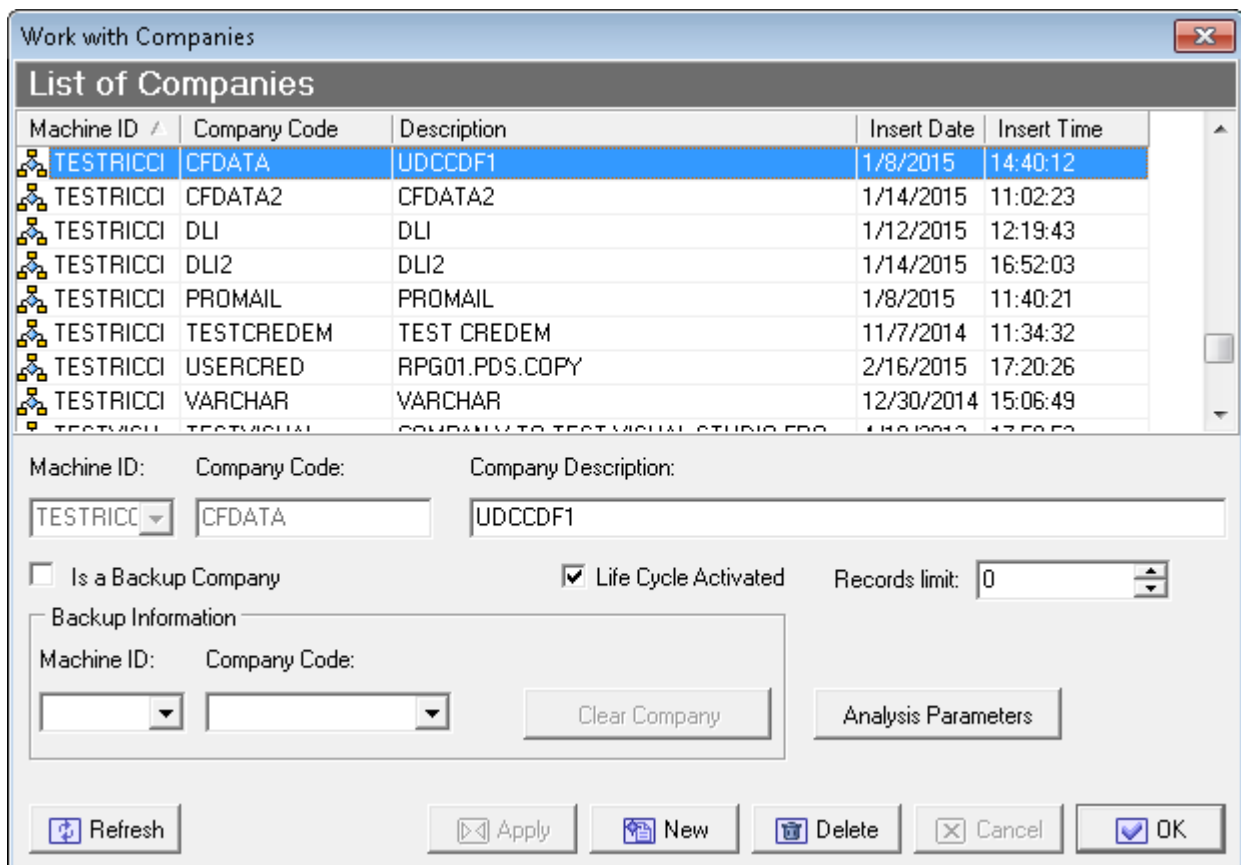 Work with Companies
List of Companies
Machine ID Company Code Description Insert Date Insert Time
TESTRICCI CFDATA UDCCDF1 1/8/2015 14:40:12
TESTRICCI CFDATA2 CFDATA2 1/14/2015 11:02:23
TESTRICCI DLI DLI 1/12/2015 12:19:43
TESTRICCI DLI2 DLI2 1/14/2015 16:52:03
TESTRICCI PROMAIL PROMAIL 1/8/2015 11:40:21
TESTRICCI TESTCREDEM TEST CREDEM 11/7/2014 11:34:32
TESTRICCI USERCRED RPG01.PDS.COPY 2/16/2015 17:20:26
TESTRICCI VARCHAR VARCHAR 12/30/2014 15:06:49
Machine ID: Company Code: Company Description:
TESTRICC CFDATA UDCCDF1
Is a Backup Company Life Cycle Activated Records limit: 0
Backup Information
Machine ID: Company Code:
Clear Company Analysis Parameters
Refresh Apply New Delete Cancel OK